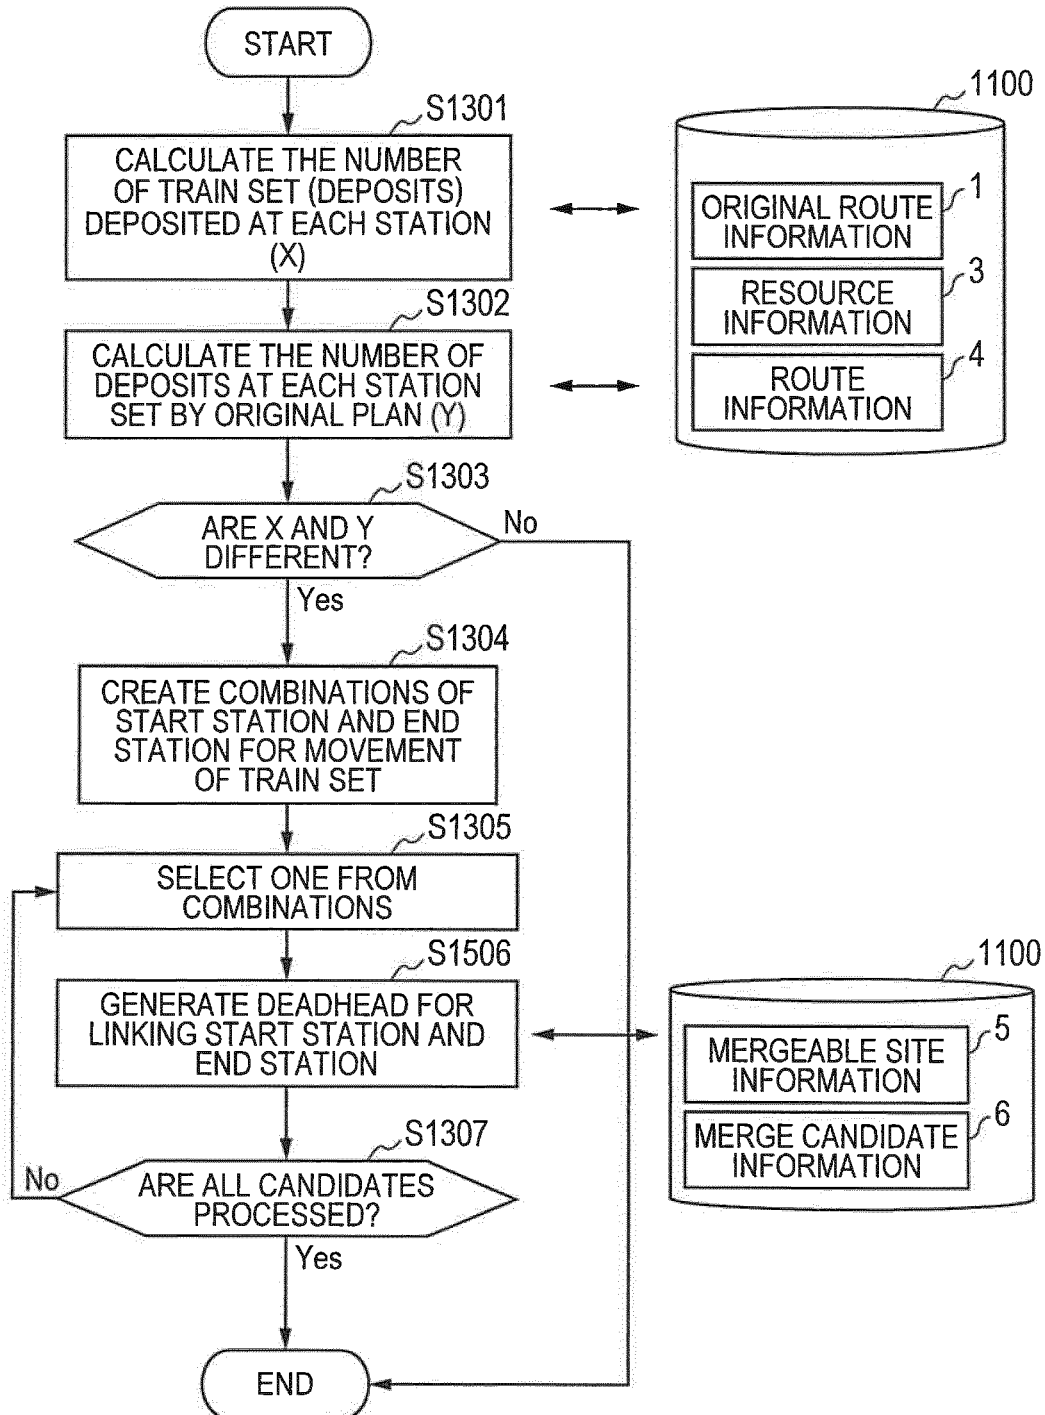 START
S1301
CALCULATE THE NUMBER
OF TRAIN SET (DEPOSITS)
DEPOSITED AT EACH STATION
(X)
1100
1
ORIGINAL ROUTE
INFORMATION
3
RESOURCE
INFORMATION
4
ROUTE
INFORMATION
S1302
CALCULATE THE NUMBER OF
DEPOSITS AT EACH STATION
SET BY ORIGINAL PLAN (Y)
S1303
ARE X AND Y
DIFFERENT?
No
Yes
S1304
CREATE COMBINATIONS OF
START STATION AND END
STATION FOR MOVEMENT
OF TRAIN SET
S1305
SELECT ONE FROM
COMBINATIONS
S1506
GENERATE DEADHEAD FOR
LINKING START STATION AND
END STATION
1100
5
MERGEABLE SITE
INFORMATION
6
MERGE CANDIDATE
INFORMATION
S1307
ARE ALL CANDIDATES
PROCESSED?
No
Yes
END